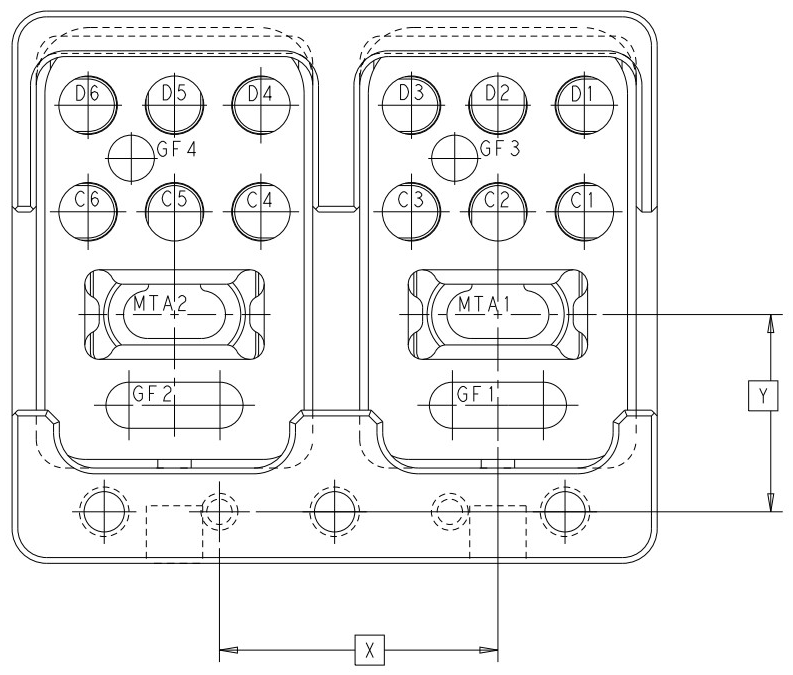 D6 D5 D4 D3 D2 D1
GF4 GF3
C6 C5 C4 C3 C2 C1
MTA2 MTA1
GF2 GF1
Y
X